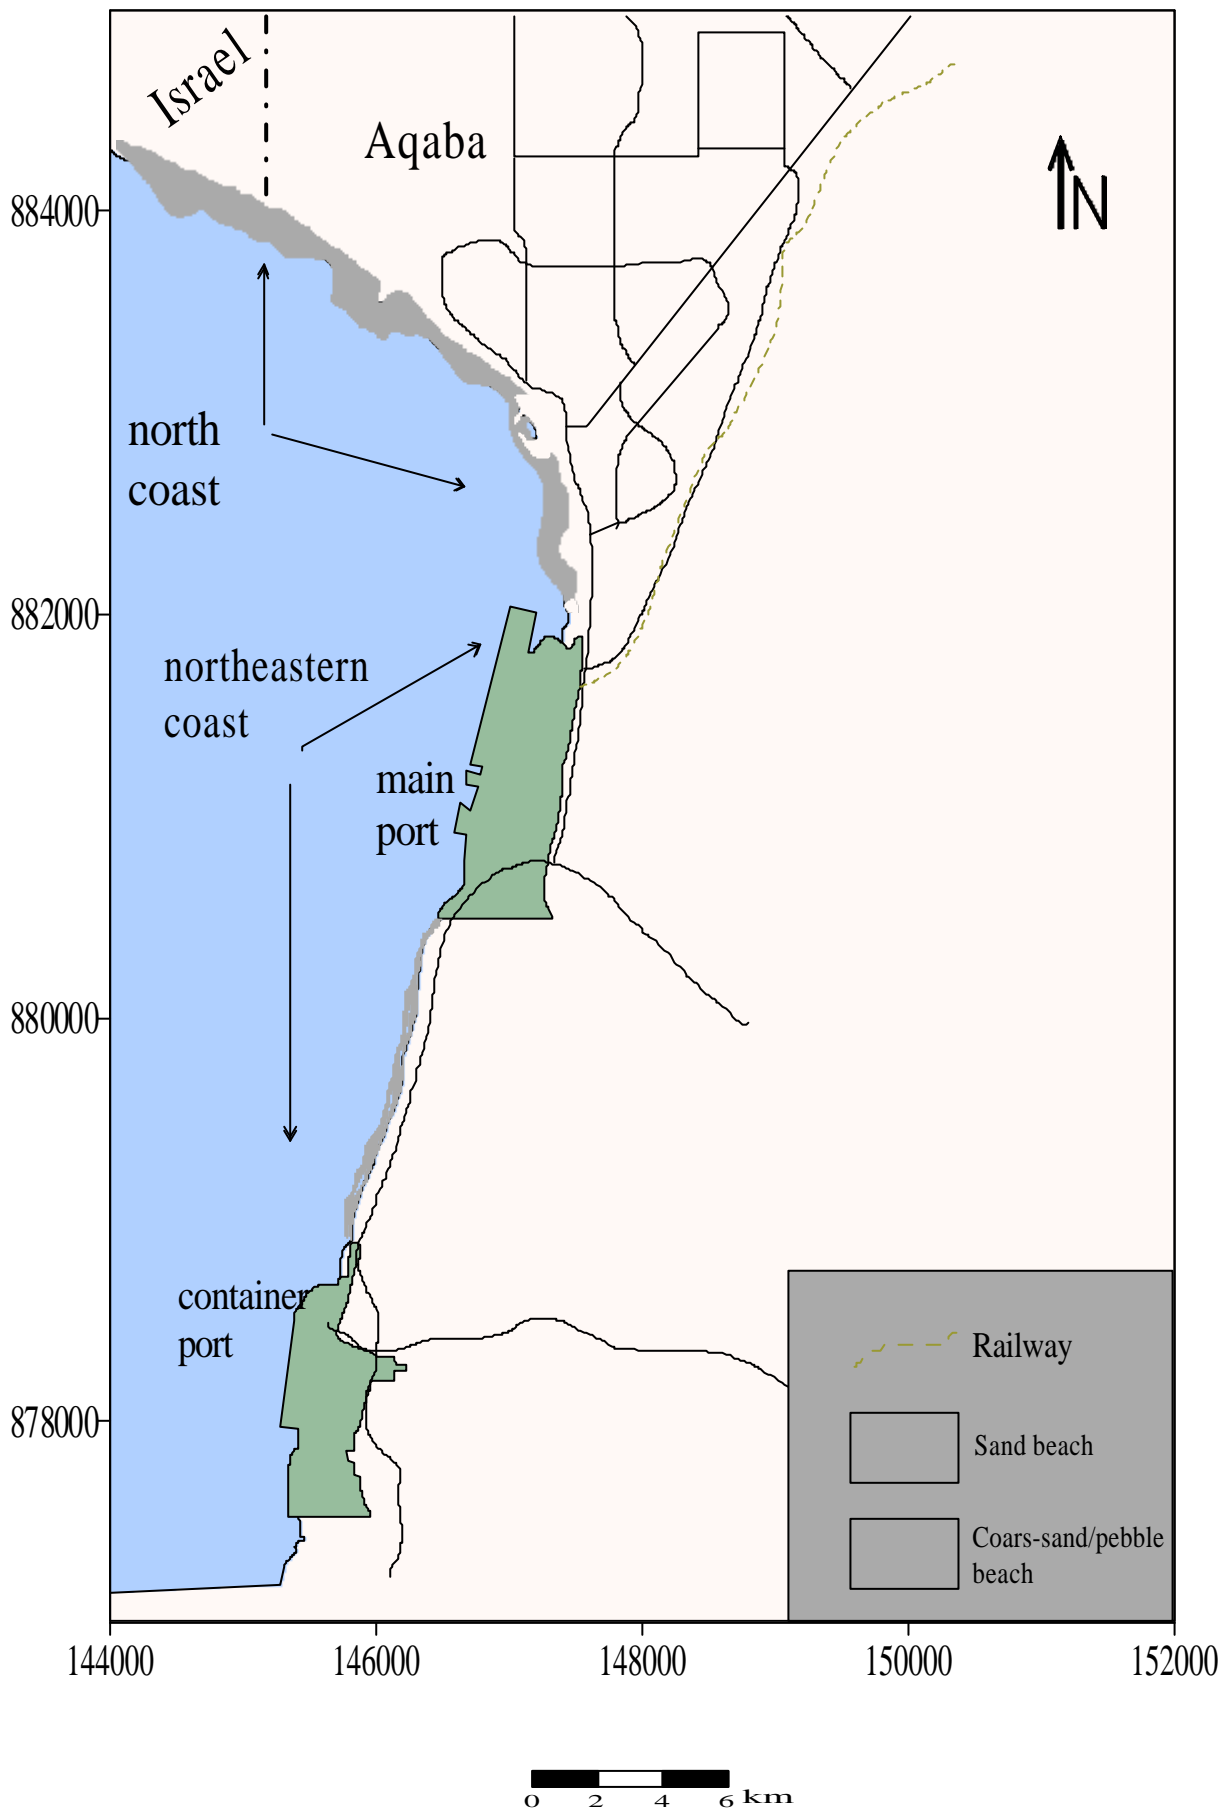 Israel
Aqaba
N
884000
north
coast
882000
northeastern
coast
main
port
880000
container
port
878000
Railway
Sand beach
Coars-sand/pebble
beach
144000 146000 148000 150000 152000
0 2 4 6 km